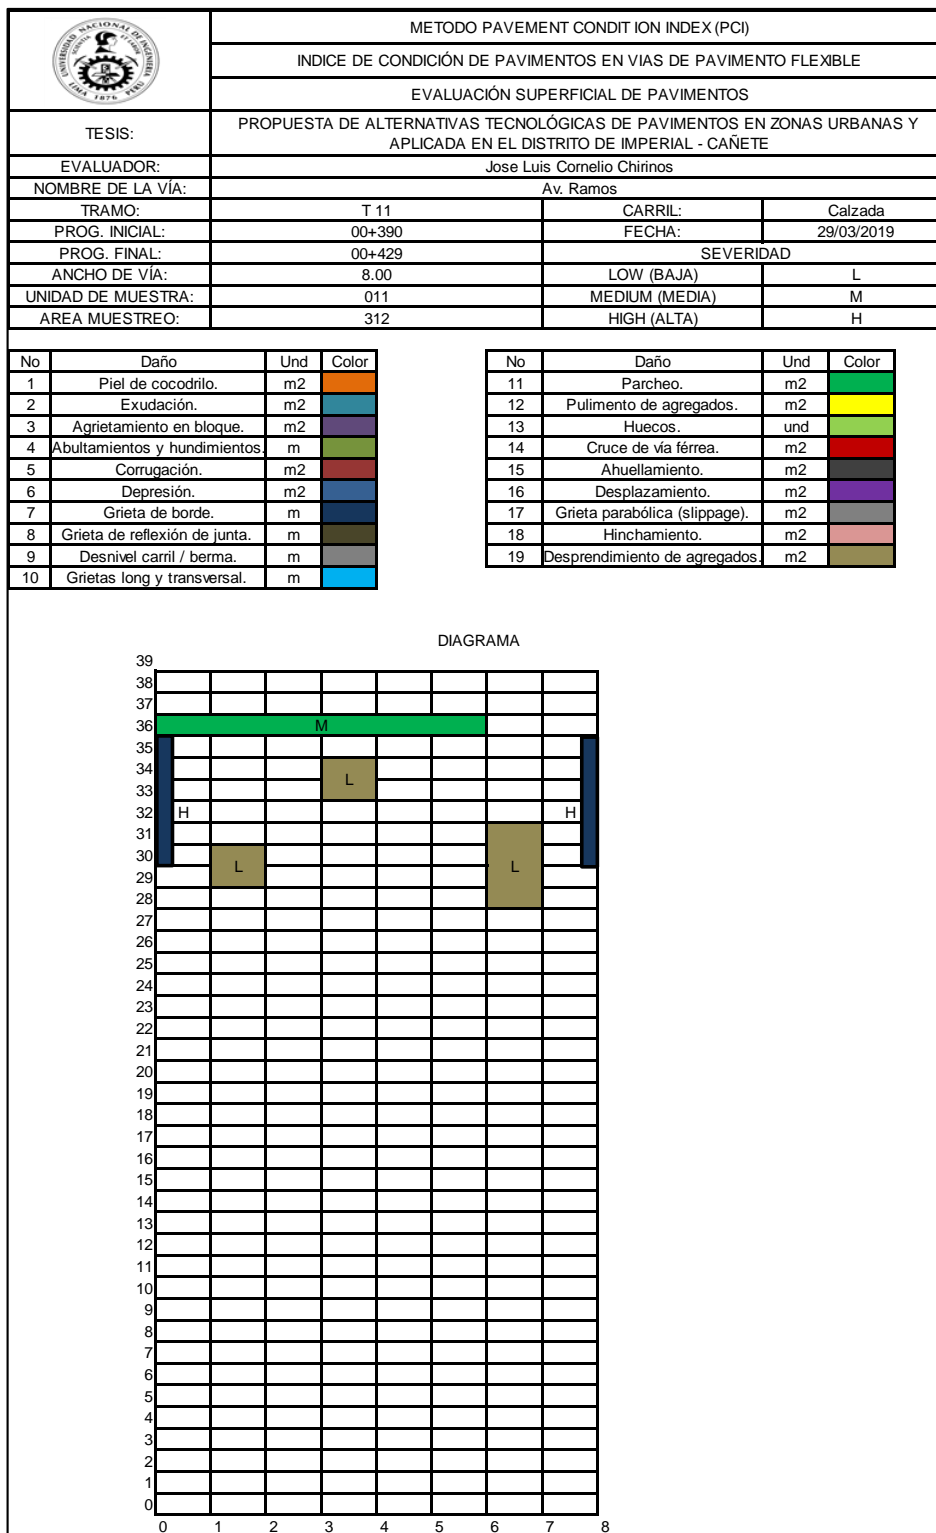 UNIVERSIDAD NACIONAL DE INGENIERIA
LIMA 1876 PERU
METODO PAVEMENT CONDIT ION INDEX (PCI)
INDICE DE CONDICIÓN DE PAVIMENTOS EN VIAS DE PAVIMENTO FLEXIBLE
EVALUACIÓN SUPERFICIAL DE PAVIMENTOS
TESIS: PROPUESTA DE ALTERNATIVAS TECNOLÓGICAS DE PAVIMENTOS EN ZONAS URBANAS Y
APLICADA EN EL DISTRITO DE IMPERIAL - CAÑETE
EVALUADOR: Jose Luis Cornelio Chirinos
NOMBRE DE LA VÍA: Av. Ramos
TRAMO: T 11 CARRIL: Calzada
PROG. INICIAL: 00+390 FECHA: 29/03/2019
PROG. FINAL: 00+429 SEVERIDAD
ANCHO DE VÍA: 8.00 LOW (BAJA) L
UNIDAD DE MUESTRA: 011 MEDIUM (MEDIA) M
AREA MUESTREO: 312 HIGH (ALTA) H
No Daño Und Color
1 Piel de cocodrilo. m2
2 Exudación. m2
3 Agrietamiento en bloque. m2
4 Abultamientos y hundimientos. m
5 Corrugación. m2
6 Depresión. m2
7 Grieta de borde. m
8 Grieta de reflexión de junta. m
9 Desnivel carril / berma. m
10 Grietas long y transversal. m
No Daño Und Color
11 Parcheo. m2
12 Pulimento de agregados. m2
13 Huecos. und
14 Cruce de vía férrea. m2
15 Ahuellamiento. m2
16 Desplazamiento. m2
17 Grieta parabólica (slippage). m2
18 Hinchamiento. m2
19 Desprendimiento de agregados. m2
DIAGRAMA
39
38
37
36 M
35
34
33 L
32 H H
31
30
29 L L
28
27
26
25
24
23
22
21
20
19
18
17
16
15
14
13
12
11
10
9
8
7
6
5
4
3
2
1
0
0 1 2 3 4 5 6 7 8